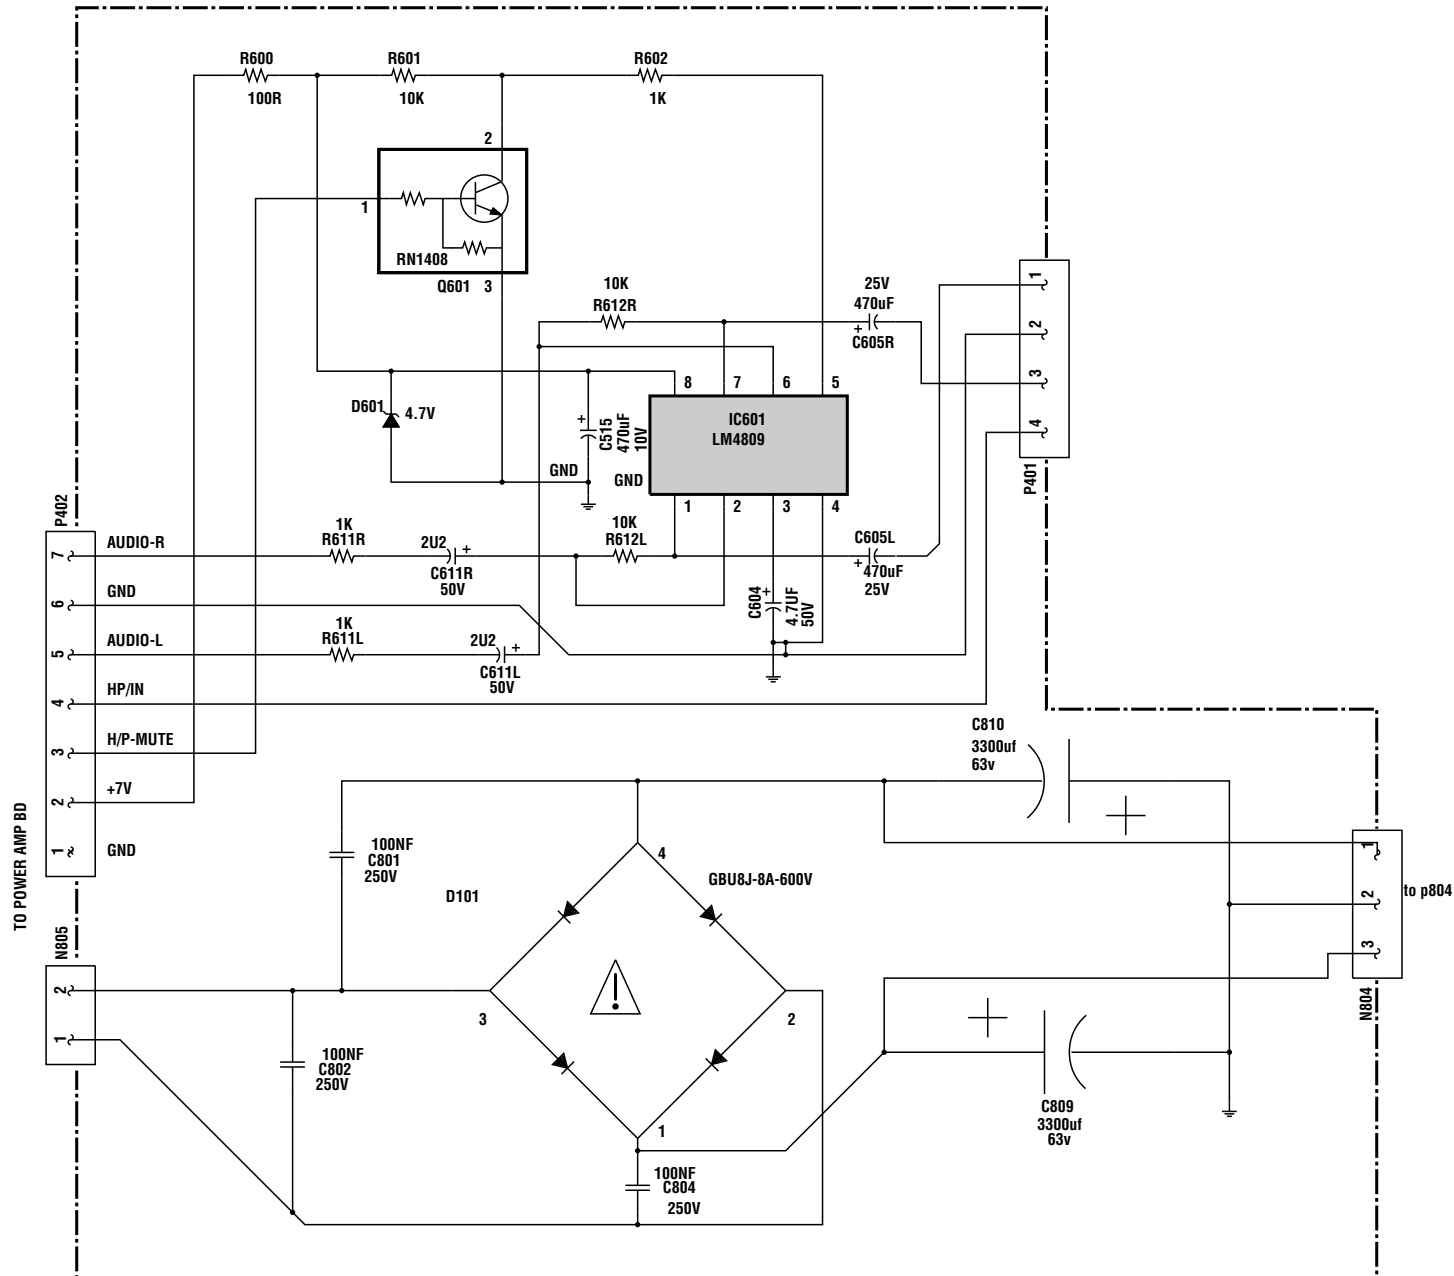 R600
100R
R601
10K
R602
1K
2
1
RN1408
Q601 3
10K
R612R
25V
470uF
+
C605R
1
2
3
4
P401
D601
4.7V
+
C515
470uF
10V
GND
GND
8 7 6 5
IC601
LM4809
1 2 3 4
P402
7
6
5
4
3
2
1
AUDIO-R
GND
AUDIO-L
HP/IN
H/P-MUTE
+7V
GND
1K
R611R
2U2
+
C611R
50V
10K
R612L
C605L
+
470uF
25V
1K
R611L
2U2
+
C611L
50V
C604
+
4.7UF
50V
TO POWER AMP BD
C810
3300uf
63v
+
100NF
C801
250V
D101
4
GBU8J-8A-600V
3
2
1
!
N805
2
1
100NF
C802
250V
100NF
C804
250V
+
C809
3300uf
63v
1
2
3
N804
to p804